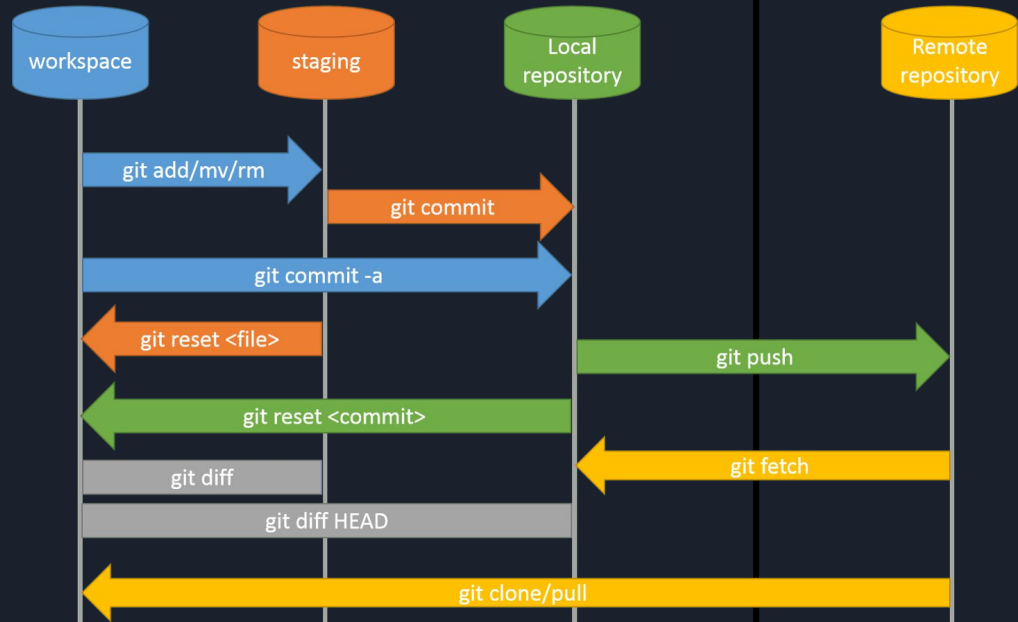 workspace
staging
Local
repository
Remote
repository
git add/mv/rm
git commit
git commit -a
git reset <file>
git push
git reset <commit>
git fetch
git diff
git diff HEAD
git clone/pull